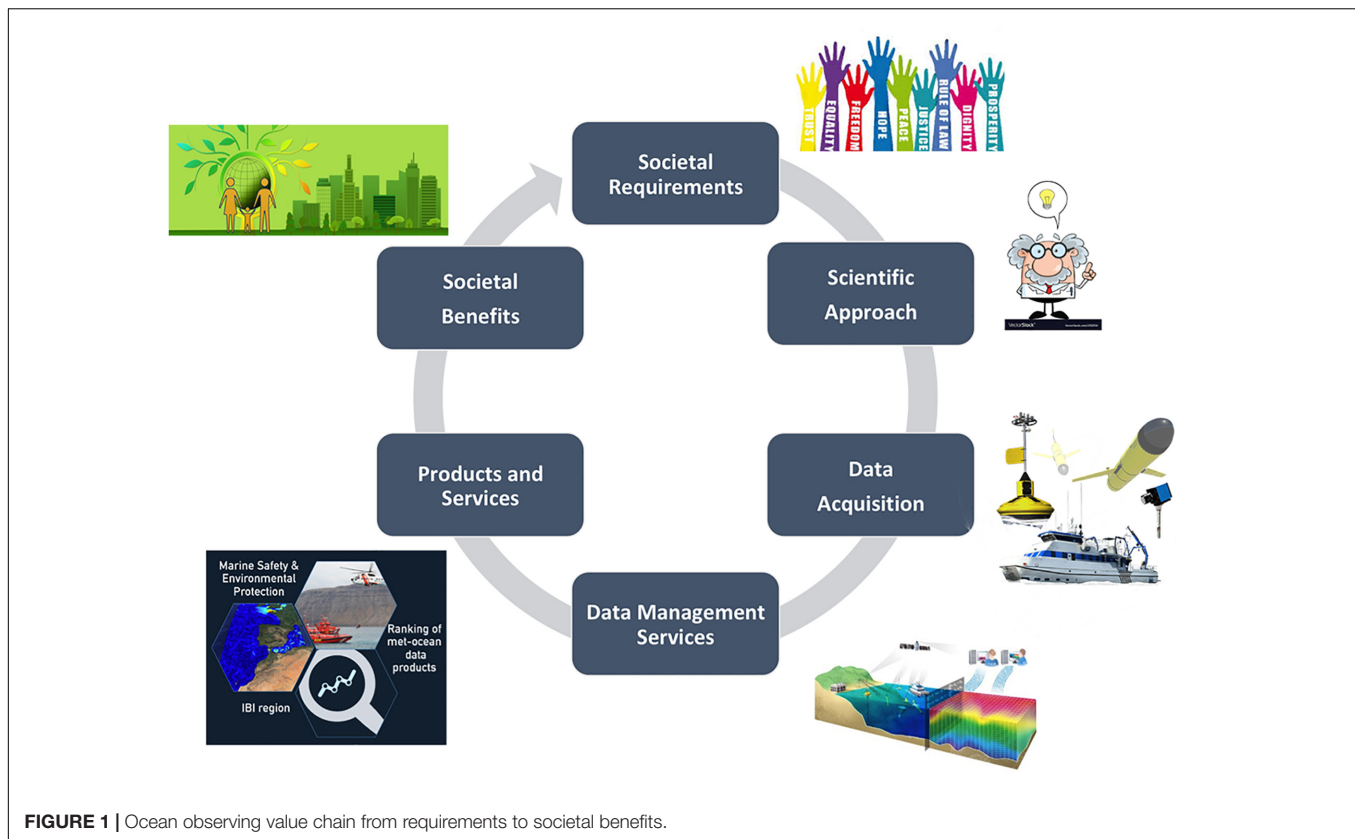 TRUST
EQUALITY
FREEDOM
HOPE
PEACE
JUSTICE
RULE OF LAW
DIGNITY
PROSPERITY
Societal
Requirements
Scientific
Approach
VectorStock
Data
Acquisition
Data Management
Services
Products and
Services
Societal
Benefits
Marine Safety &
Environmental
Protection
Ranking of
met-ocean
data
products
IBI region
FIGURE 1 | Ocean observing value chain from requirements to societal benefits.